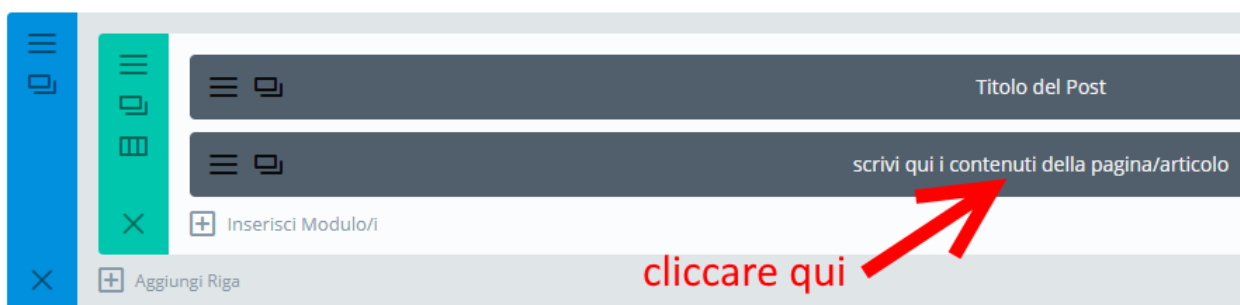 Titolo del Post
scrivi qui i contenuti della pagina/articolo
Inserisci Modulo/i
cliccare qui
Aggiungi Riga